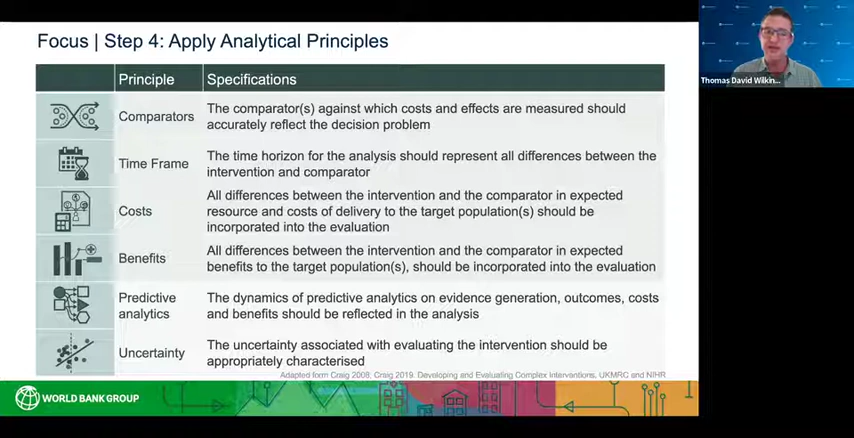 Focus | Step 4: Apply Analytical Principles
Principle
Specifications
Comparators
The comparator(s) against which costs and effects are measured should
accurately reflect the decision problem
Time Frame
The time horizon for the analysis should represent all differences between the
intervention and comparator
Costs
All differences between the intervention and the comparator in expected
resource and costs of delivery to the target population(s) should be
incorporated into the evaluation
Benefits
All differences between the intervention and the comparator in expected
benefits to the target population(s), should be incorporated into the evaluation
Predictive
analytics
The dynamics of predictive analytics on evidence generation, outcomes, costs
and benefits should be reflected in the analysis
Uncertainty
The uncertainty associated with evaluating the intervention should be
appropriately characterised
Adapted form Craig 2008; Craig 2019. Developing and Evaluating Complex Interventions, UKMRC and NIHR
WORLD BANK GROUP
Thomas David Wilkin...